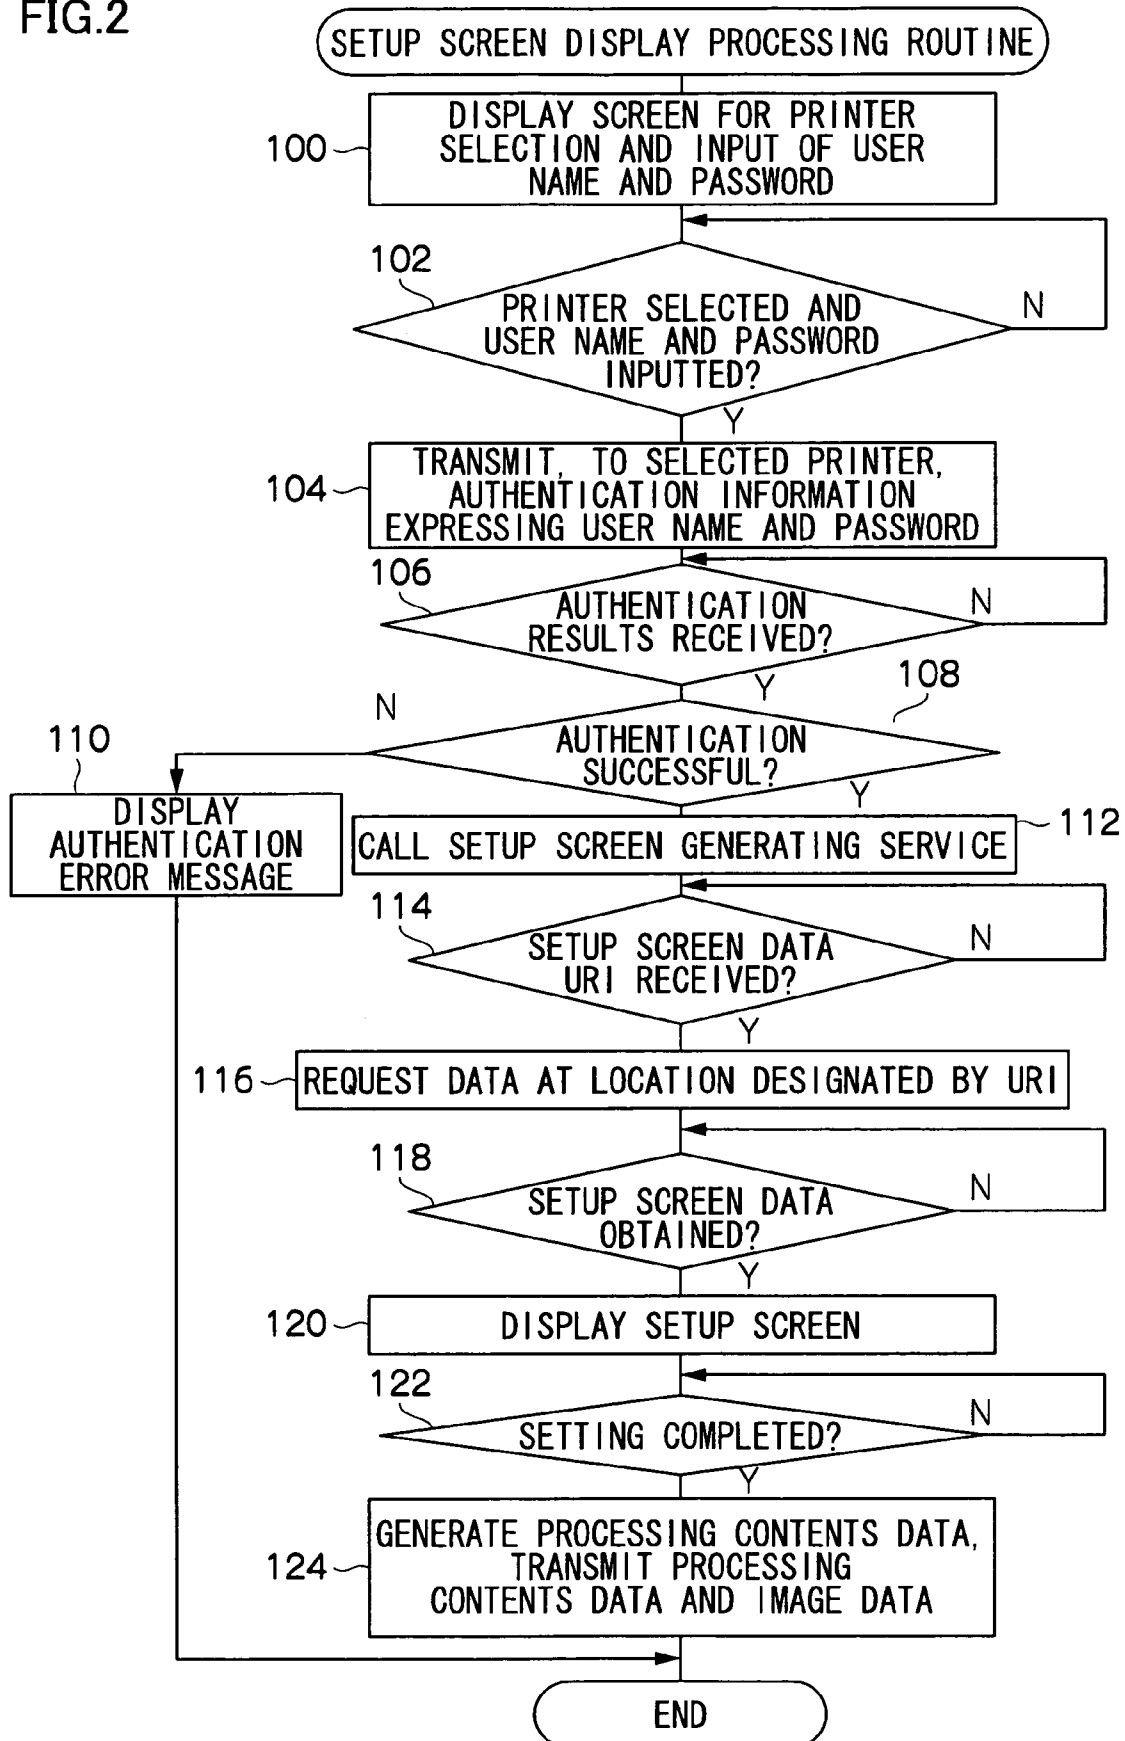 FIG.2
SETUP SCREEN DISPLAY PROCESSING ROUTINE
100
DISPLAY SCREEN FOR PRINTER
SELECTION AND INPUT OF USER
NAME AND PASSWORD
102
PRINTER SELECTED AND
USER NAME AND PASSWORD
INPUTTED?
N
Y
104
TRANSMIT, TO SELECTED PRINTER,
AUTHENTICATION INFORMATION
EXPRESSING USER NAME AND PASSWORD
106
AUTHENTICATION
RESULTS RECEIVED?
N
Y
108
AUTHENTICATION
SUCCESSFUL?
N
Y
110
DISPLAY
AUTHENTICATION
ERROR MESSAGE
112
CALL SETUP SCREEN GENERATING SERVICE
114
SETUP SCREEN DATA
URI RECEIVED?
N
Y
116
REQUEST DATA AT LOCATION DESIGNATED BY URI
118
SETUP SCREEN DATA
OBTAINED?
N
Y
120
DISPLAY SETUP SCREEN
122
SETTING COMPLETED?
N
Y
124
GENERATE PROCESSING CONTENTS DATA,
TRANSMIT PROCESSING
CONTENTS DATA AND IMAGE DATA
END